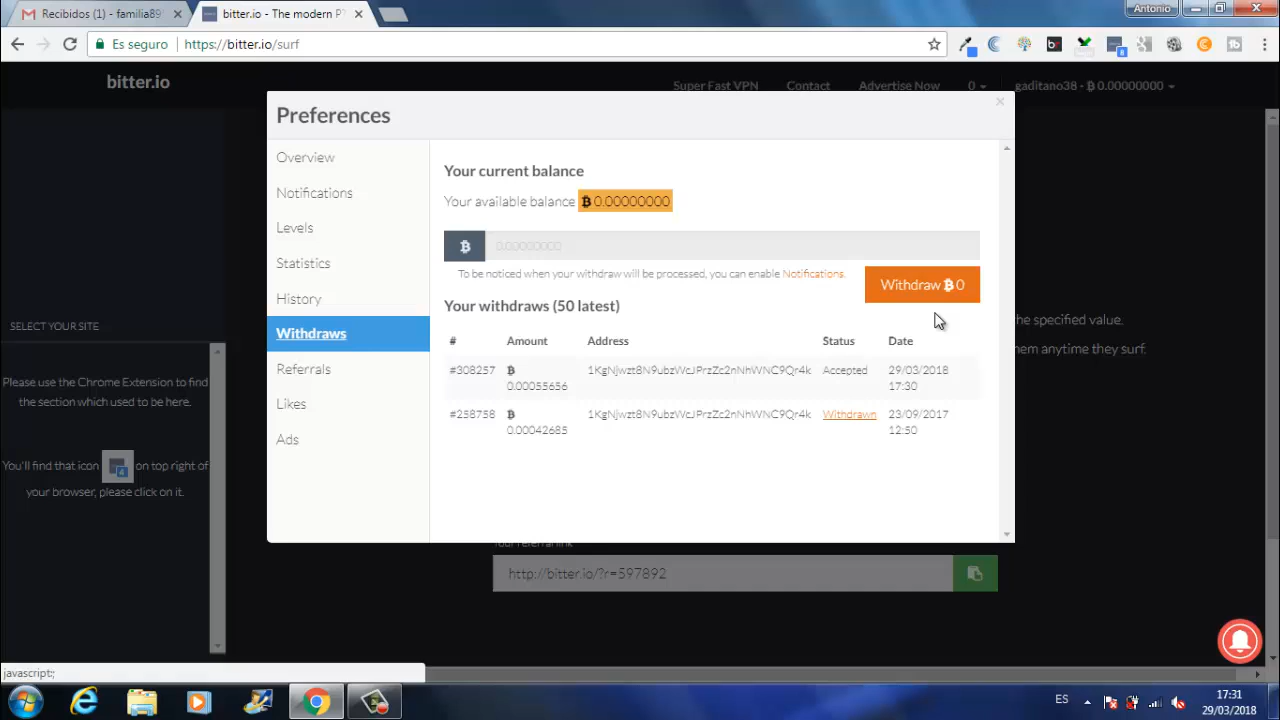 Recibidos (1) - familia89
bitter.io - The modern P
Antonio
Es seguro
https://bitter.io/surf
8
bitter.io
Super Fast VPN
Contact
Advertise Now
0
gaditano38 - ₿ 0.00000000
Preferences
Overview
Notifications
Levels
Statistics
History
Withdraws
Referrals
Likes
Ads
Your current balance
Your available balance ₿ 0.00000000
₿ 0.00000000
To be noticed when your withdraw will be processed, you can enable Notifications.
Withdraw ₿ 0
Your withdraws (50 latest)
# Amount Address Status Date
#308257 ₿ 0.00055656 1KgNjwzt8N9ubzWcJPrzZc2nNhWNC9Qr4k Accepted 29/03/2018 17:30
#258758 ₿ 0.00042685 1KgNjwzt8N9ubzWcJPrzZc2nNhWNC9Qr4k Withdrawn 23/09/2017 12:50
SELECT YOUR SITE
Please use the Chrome Extension to find
the section which used to be here.
You'll find that icon
4
on top right of
your browser, please click on it.
he specified value.
hem anytime they surf:
Your referral link
http://bitter.io/?r=597892
javascript:;
ES
17:31
29/03/2018